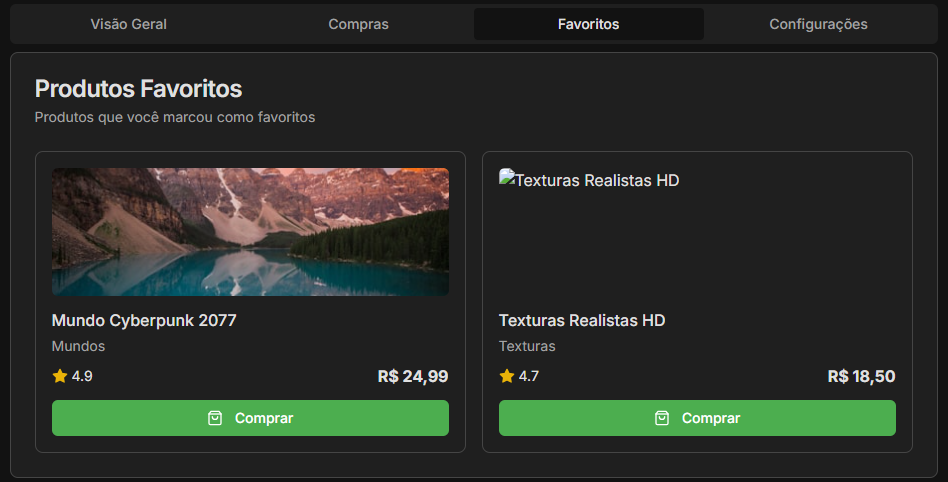 Visão Geral
Compras
Favoritos
Configurações
Produtos Favoritos
Produtos que você marcou como favoritos
Mundo Cyberpunk 2077
Mundos
4.9
R$ 24,99
Comprar
Texturas Realistas HD
Texturas Realistas HD
Texturas
4.7
R$ 18,50
Comprar